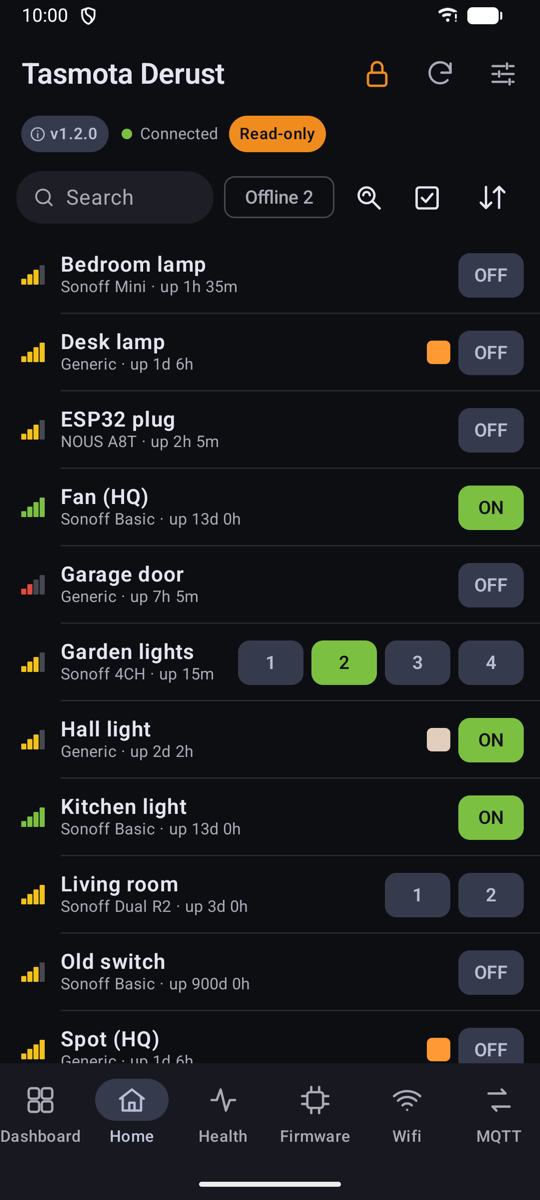 10:00
Tasmota Derust
v1.2.0 Connected Read-only
Search Offline 2
Bedroom lamp
Sonoff Mini · up 1h 35m
OFF
Desk lamp
Generic · up 1d 6h
OFF
ESP32 plug
NOUS A8T · up 2h 5m
OFF
Fan (HQ)
Sonoff Basic · up 13d 0h
ON
Garage door
Generic · up 7h 5m
OFF
Garden lights
Sonoff 4CH · up 15m
1 2 3 4
Hall light
Generic · up 2d 2h
ON
Kitchen light
Sonoff Basic · up 13d 0h
ON
Living room
Sonoff Dual R2 · up 3d 0h
1 2
Old switch
Sonoff Basic · up 900d 0h
OFF
Spot (HQ)
Generic · up 1d 6h
OFF
Dashboard Home Health Firmware Wifi MQTT